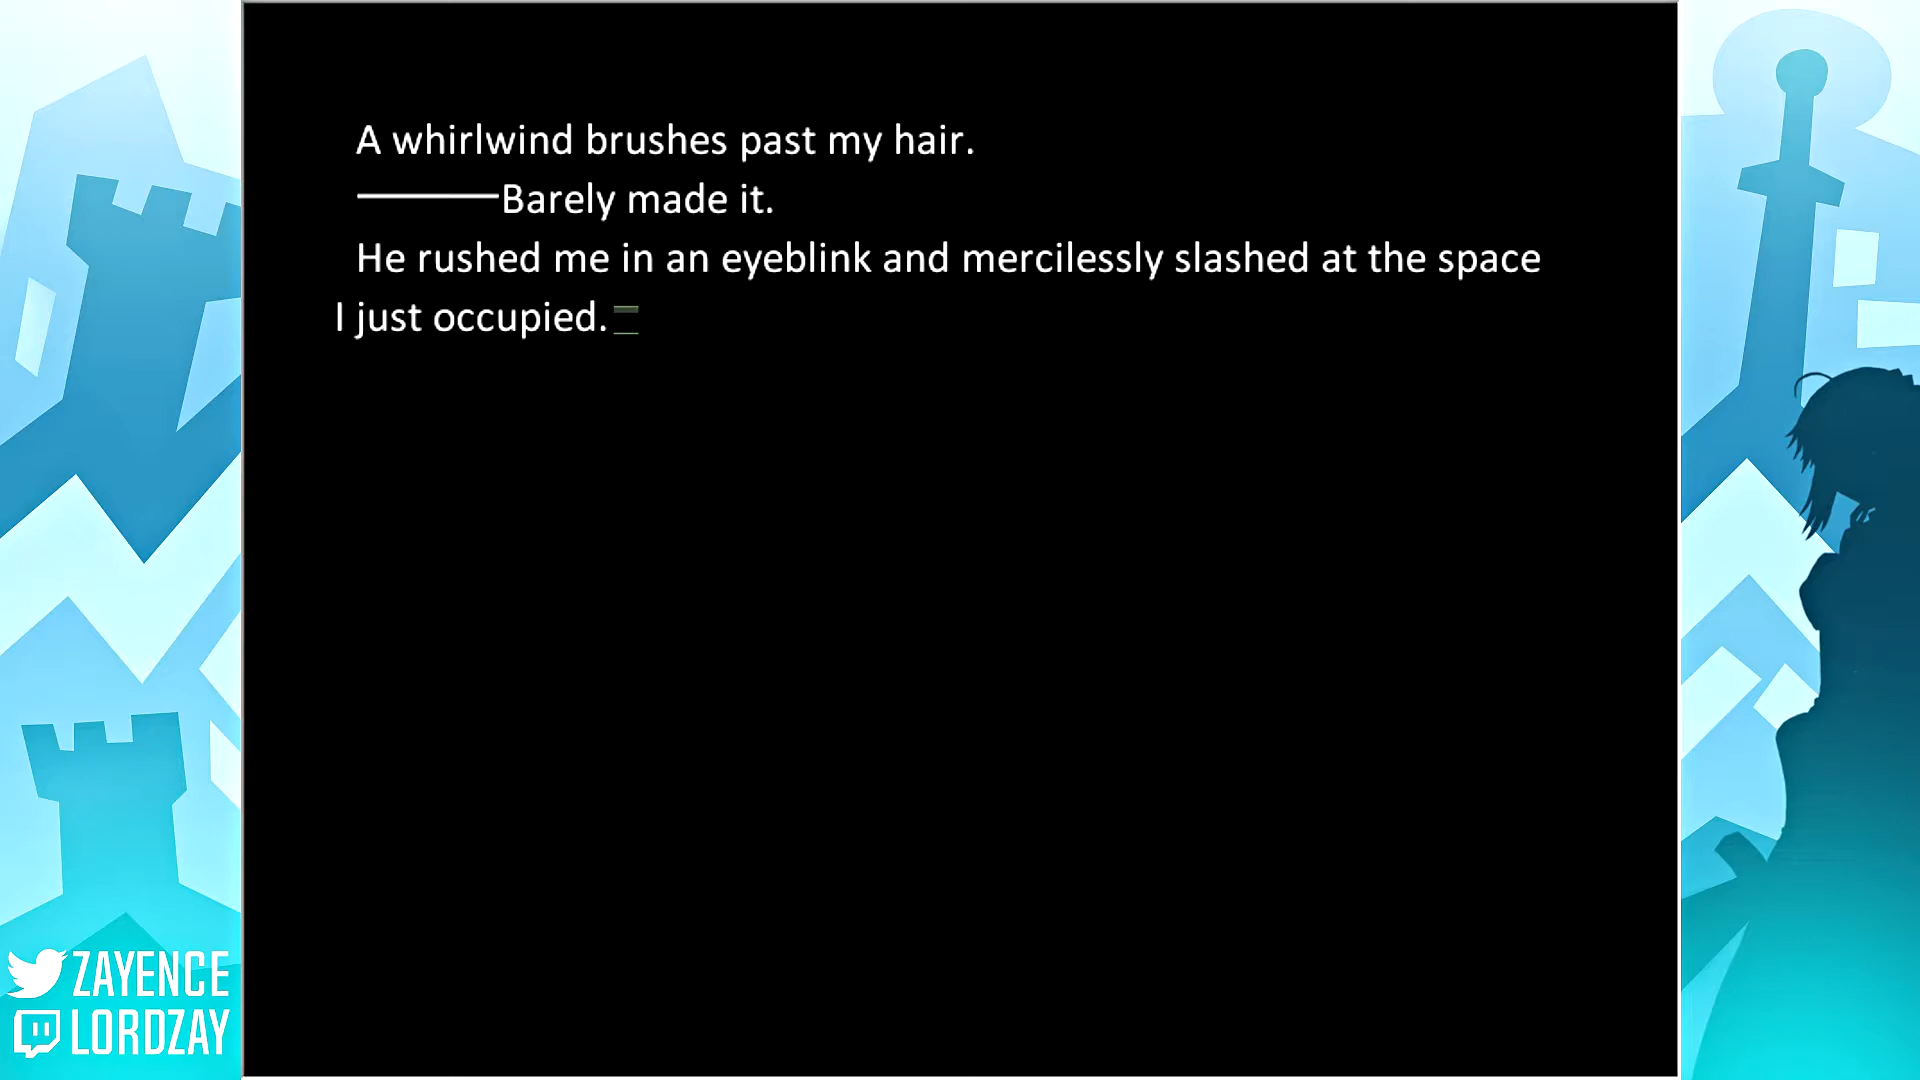 A whirlwind brushes past my hair.
————Barely made it.
He rushed me in an eyeblink and mercilessly slashed at the space
I just occupied.
ZAYENCE
LORDZAY